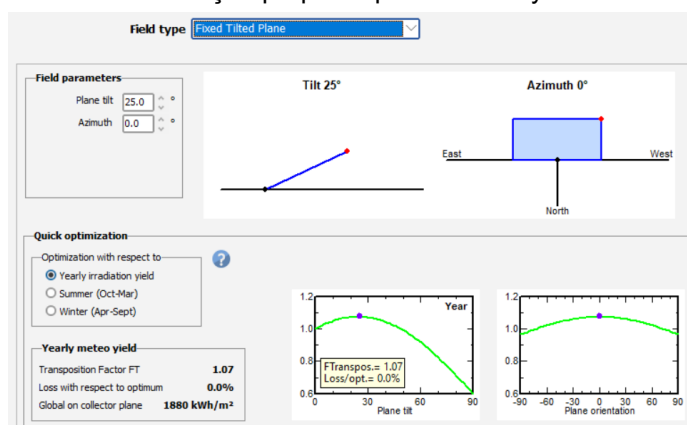 Field type Fixed Tilted Plane
Field parameters
Plane tilt 25.0 °
Azimuth 0.0 °
Tilt 25°
Azimuth 0°
East West
North
Quick optimization
Optimization with respect to
Yearly irradiation yield
Summer (Oct-Mar)
Winter (Apr-Sept)
?
Yearly meteo yield
Transposition Factor FT 1.07
Loss with respect to optimum 0.0%
Global on collector plane 1880 kWh/m²
Year
1.2
1.0
0.8
0.6
FTranspos.= 1.07
Loss/opt.= 0.0%
0 30 60 90
Plane tilt
1.2
1.0
0.8
0.6
-90 -60 -30 0 30 60 90
Plane orientation